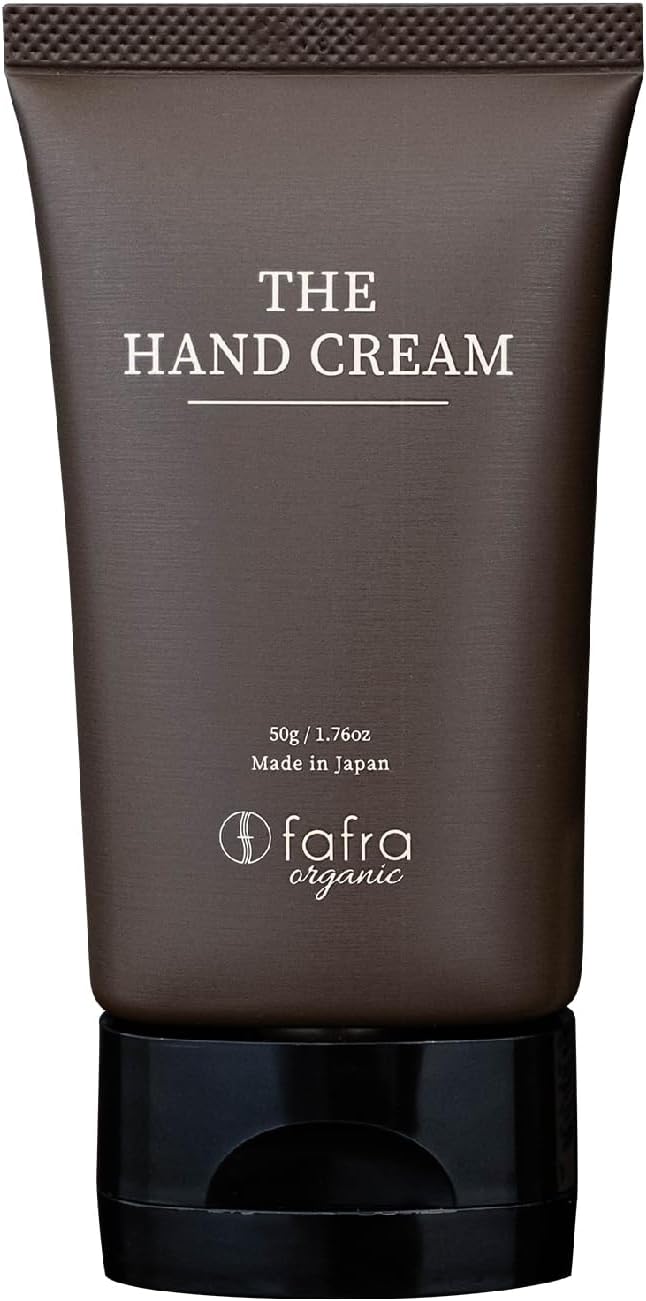 THE
HAND CREAM
50g / 1.76oz
Made in Japan
fafra
organic